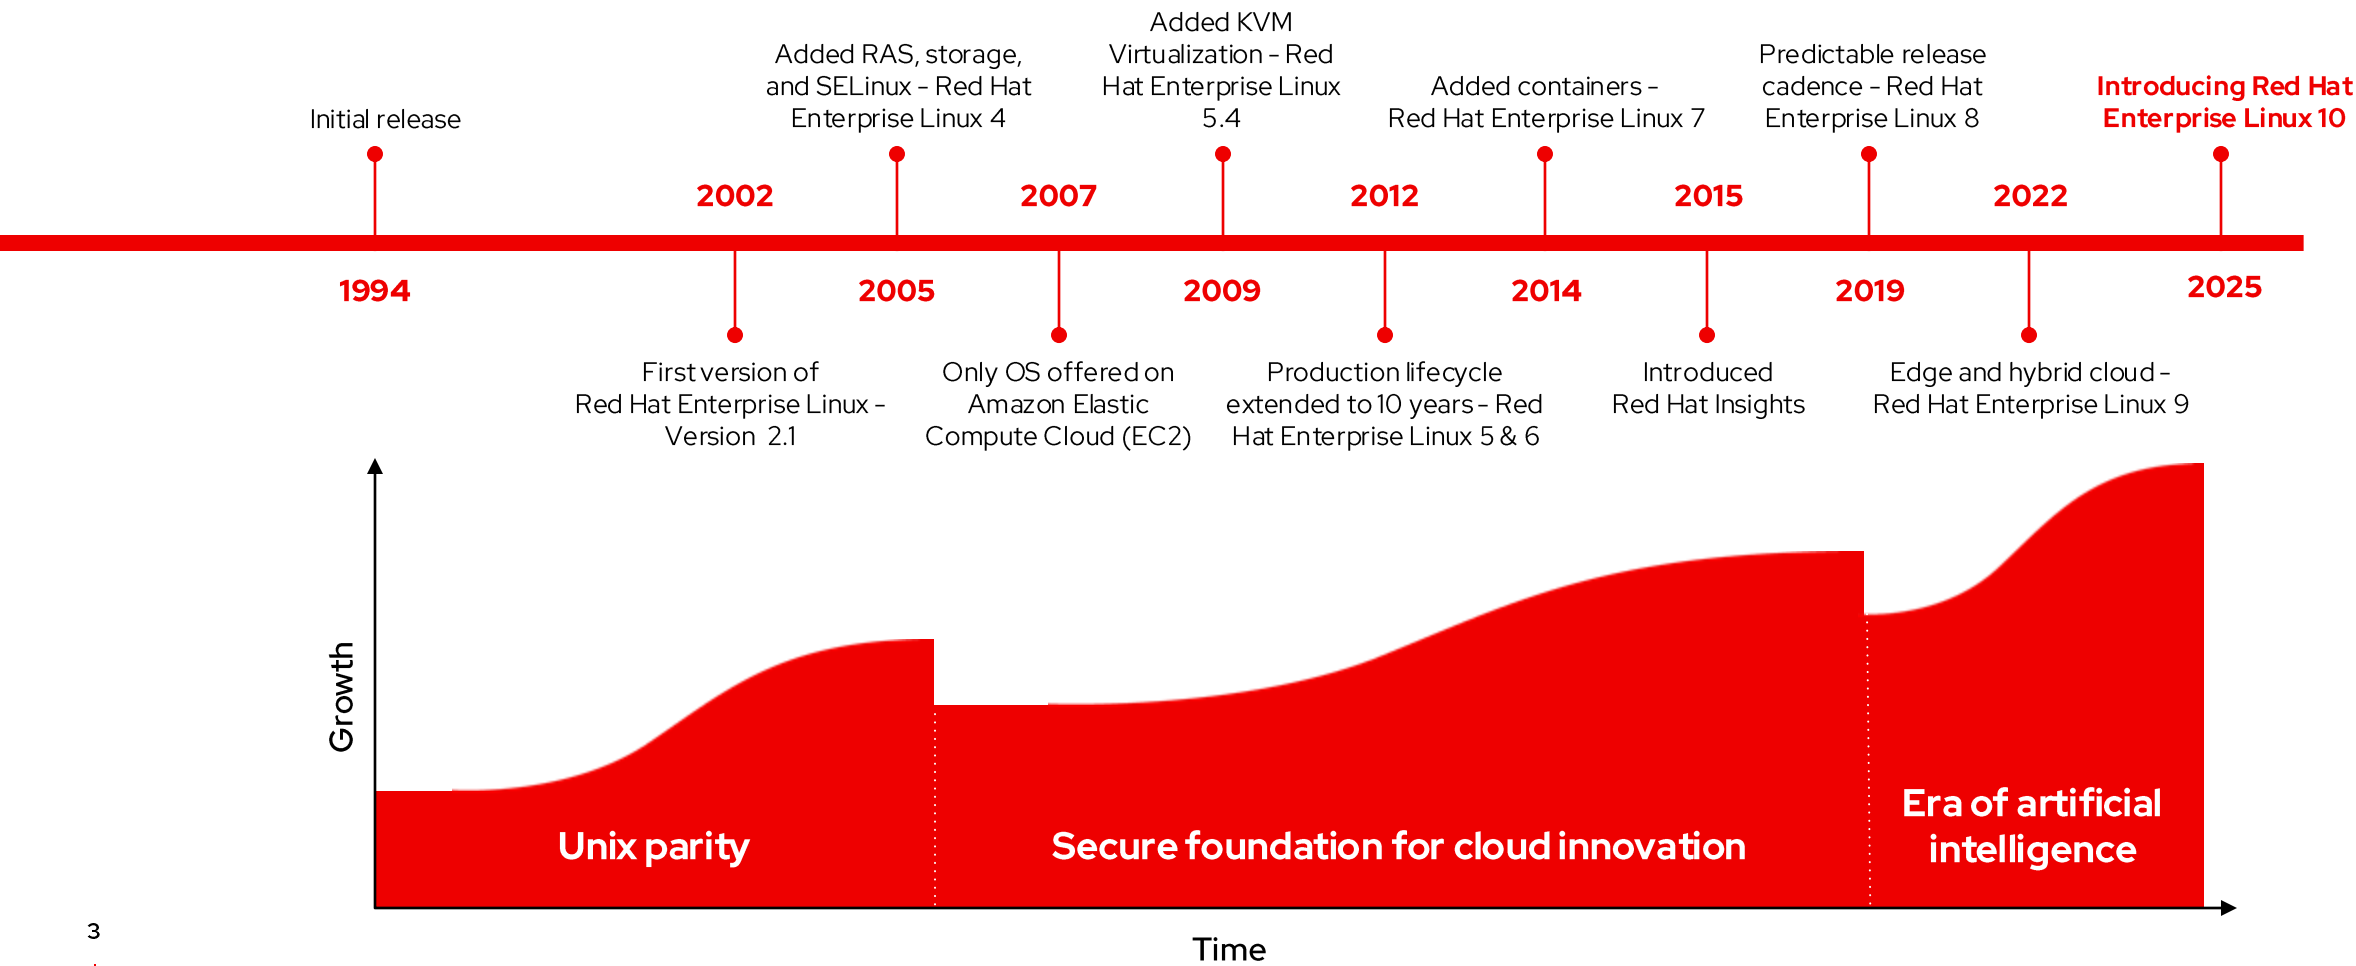 Initial release
Added RAS, storage,
and SELinux - Red Hat
Enterprise Linux 4
Added KVM
Virtualization - Red
Hat Enterprise Linux
5.4
Added containers -
Red Hat Enterprise Linux 7
Predictable release
cadence - Red Hat
Enterprise Linux 8
Introducing Red Hat
Enterprise Linux 10
2002
2007
2012
2015
2022
1994
2005
2009
2014
2019
2025
First version of
Red Hat Enterprise Linux -
Version 2.1
Only OS offered on
Amazon Elastic
Compute Cloud (EC2)
Production lifecycle
extended to 10 years - Red
Hat Enterprise Linux 5 & 6
Introduced
Red Hat Insights
Edge and hybrid cloud -
Red Hat Enterprise Linux 9
Growth
Unix parity
Secure foundation for cloud innovation
Era of artificial
intelligence
Time
3